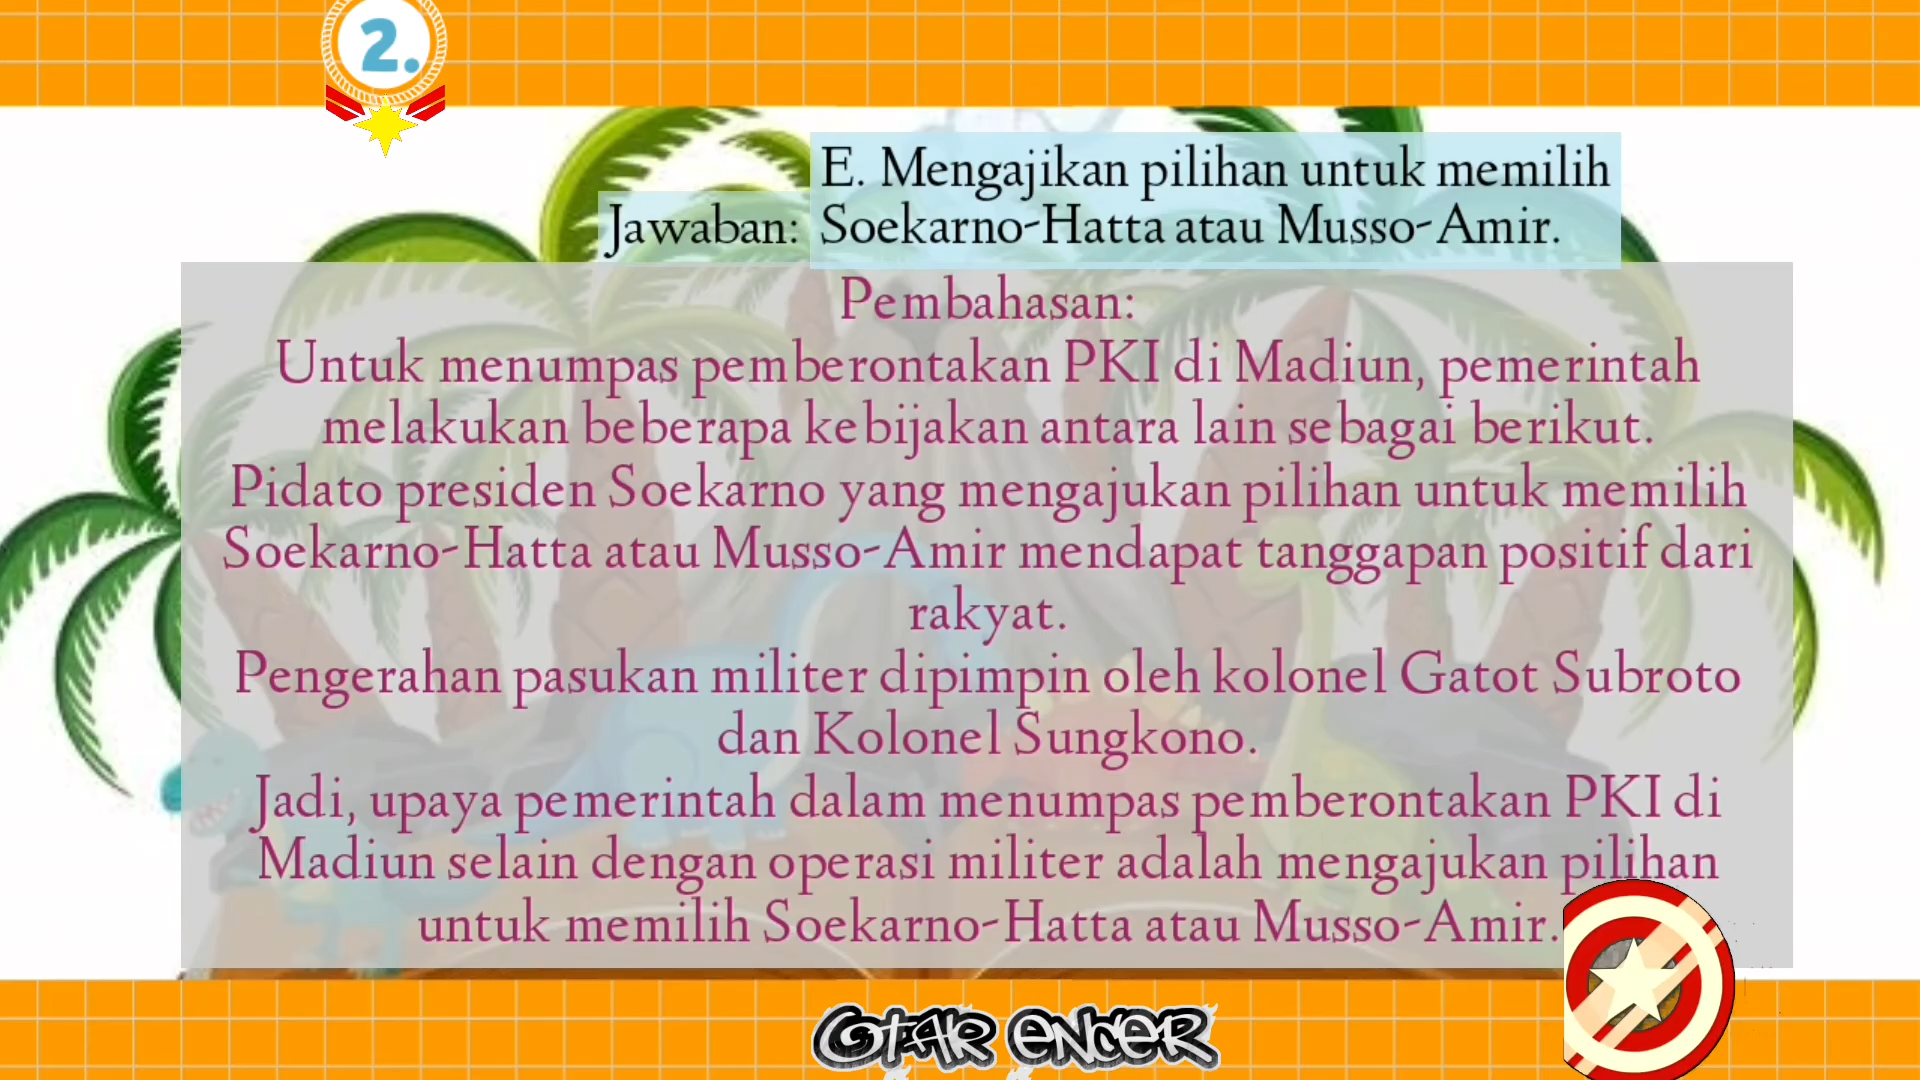 2.
E. Mengajikan pilihan untuk memilih
Jawaban: Soekarno-Hatta atau Musso-Amir.
Pembahasan:
Untuk menumpas pemberontakan PKI di Madiun, pemerintah
melakukan beberapa kebijakan antara lain sebagai berikut.
Pidato presiden Soekarno yang mengajukan pilihan untuk memilih
Soekarno-Hatta atau Musso-Amir mendapat tanggapan positif dari
rakyat.
Pengerahan pasukan militer dipimpin oleh kolonel Gatot Subroto
dan Kolonel Sungkono.
Jadi, upaya pemerintah dalam menumpas pemberontakan PKI di
Madiun selain dengan operasi militer adalah mengajukan pilihan
untuk memilih Soekarno-Hatta atau Musso-Amir.
OTAK ENCER